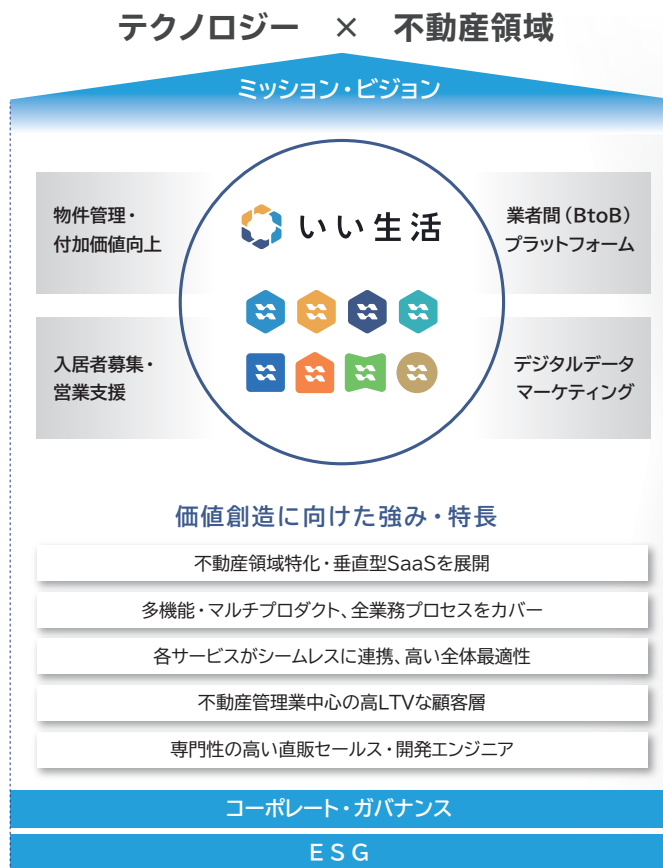 テクノロジー × 不動産領域
ミッション・ビジョン
物件管理・
付加価値向上
いい生活
業者間(BtoB)
プラットフォーム
入居者募集・
営業支援
デジタルデータ
マーケティング
価値創造に向けた強み・特長
不動産領域特化・垂直型SaaSを展開
多機能・マルチプロダクト、全業務プロセスをカバー
各サービスがシームレスに連携、高い全体最適性
不動産管理業中心の高LTVな顧客層
専門性の高い直販セールス・開発エンジニア
コーポレート・ガバナンス
ESG